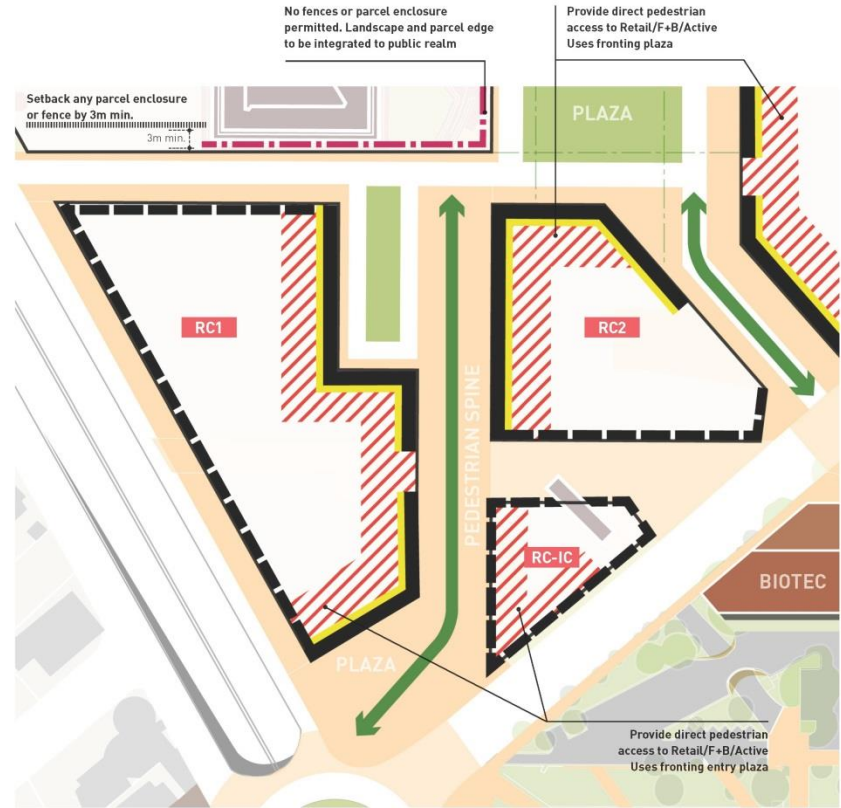 No fences or parcel enclosure
permitted. Landscape and parcel edge
to be integrated to public realm
Provide direct pedestrian
access to Retail/F+B/Active
Uses fronting plaza
Setback any parcel enclosure
or fence by 3m min.
3m min.
PLAZA
RC1
RC2
PEDESTRIAN SPINE
RC-IC
BIOTEC
PLAZA
Provide direct pedestrian
access to Retail/F+B/Active
Uses fronting entry plaza